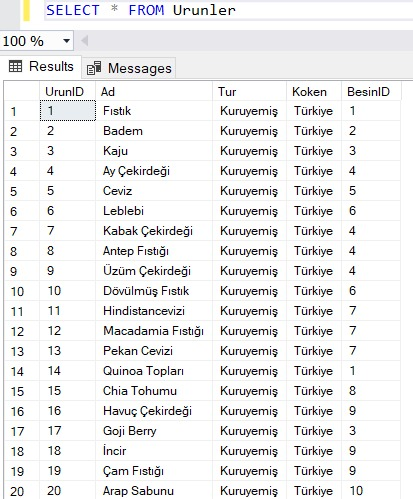 SELECT * FROM Urunler
100 %
Results Messages
UrunID Ad Tur Koken BesinID
1 1 Fıstık Kuruyemiş Türkiye 1
2 2 Badem Kuruyemiş Türkiye 2
3 3 Kaju Kuruyemiş Türkiye 3
4 4 Ay Çekirdeği Kuruyemiş Türkiye 4
5 5 Ceviz Kuruyemiş Türkiye 5
6 6 Leblebi Kuruyemiş Türkiye 6
7 7 Kabak Çekirdeği Kuruyemiş Türkiye 4
8 8 Antep Fıstığı Kuruyemiş Türkiye 4
9 9 Üzüm Çekirdeği Kuruyemiş Türkiye 4
10 10 Dövülmüş Fıstık Kuruyemiş Türkiye 6
11 11 Hindistancevizi Kuruyemiş Türkiye 7
12 12 Macadamia Fıstığı Kuruyemiş Türkiye 7
13 13 Pekan Cevizi Kuruyemiş Türkiye 7
14 14 Quinoa Topları Kuruyemiş Türkiye 1
15 15 Chia Tohumu Kuruyemiş Türkiye 8
16 16 Havuç Çekirdeği Kuruyemiş Türkiye 9
17 17 Goji Berry Kuruyemiş Türkiye 3
18 18 İncir Kuruyemiş Türkiye 9
19 19 Çam Fıstığı Kuruyemiş Türkiye 9
20 20 Arap Sabunu Kuruyemiş Türkiye 10